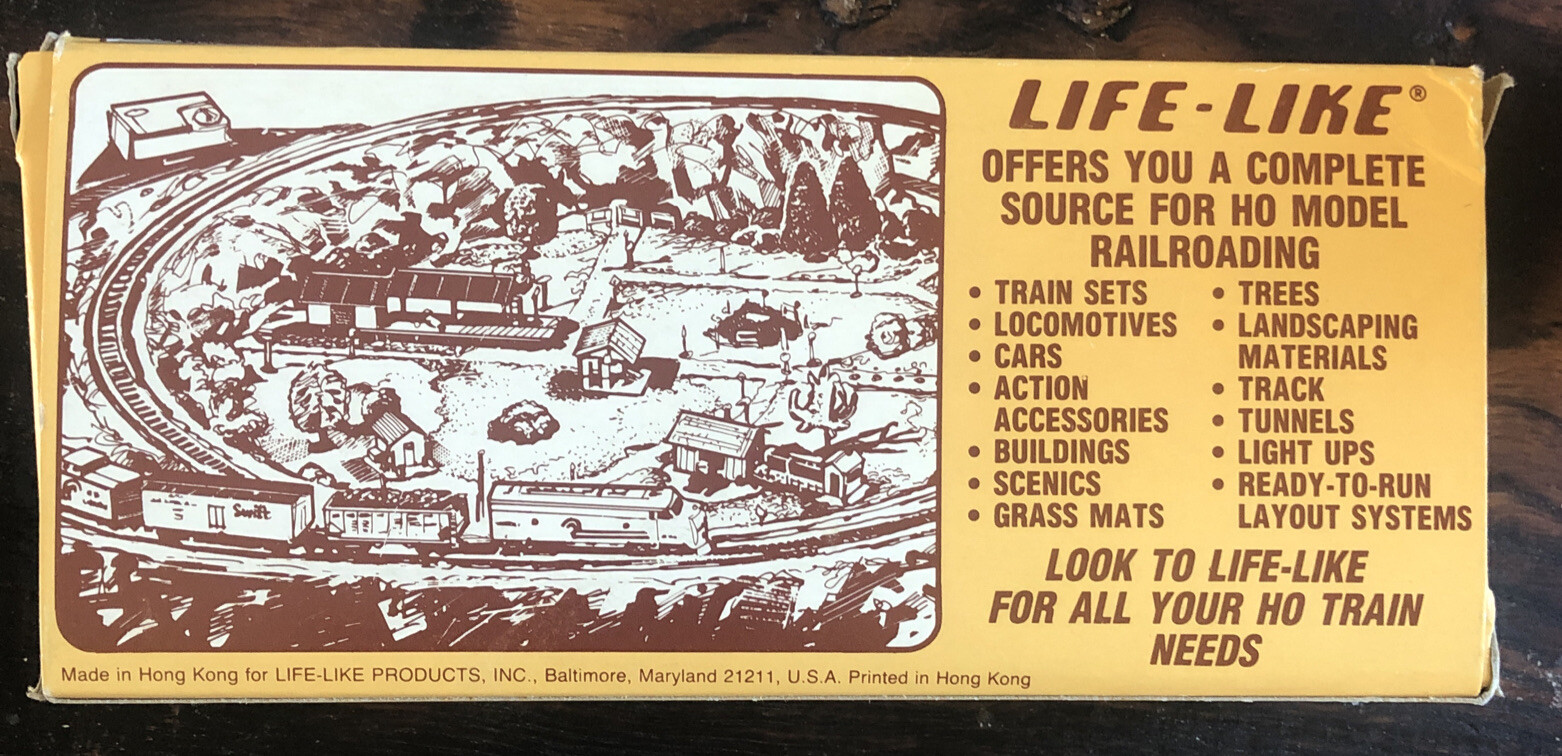 LIFE-LIKE®
OFFERS YOU A COMPLETE
SOURCE FOR HO MODEL
RAILROADING
• TRAIN SETS
• LOCOMOTIVES
• CARS
• ACTION
ACCESSORIES
• BUILDINGS
• SCENICS
• GRASS MATS
• TREES
• LANDSCAPING
MATERIALS
• TRACK
• TUNNELS
• LIGHT UPS
• READY-TO-RUN
LAYOUT SYSTEMS
LOOK TO LIFE-LIKE
FOR ALL YOUR HO TRAIN
NEEDS
Swift
Made in Hong Kong for LIFE-LIKE PRODUCTS, INC., Baltimore, Maryland 21211, U.S.A. Printed in Hong Kong